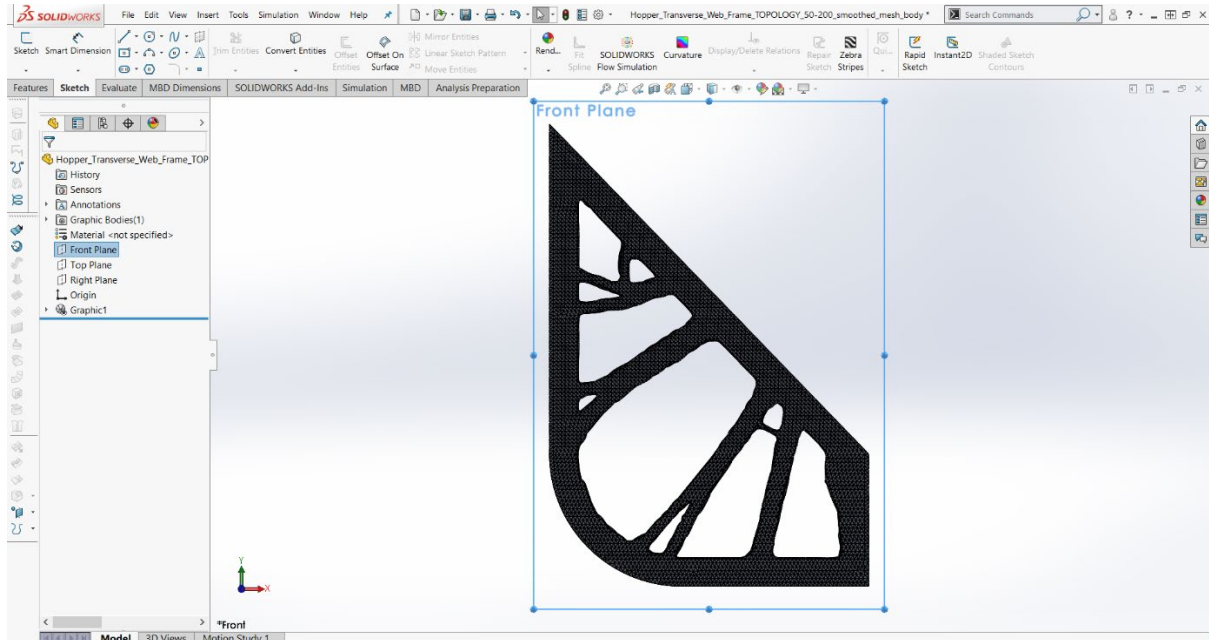 SOLIDWORKS File Edit View Insert Tools Simulation Window Help Hopper_Transverse_Web_Frame_TOPOLOGY_50-200_smoothed_mesh_body * Search Commands
Sketch Smart Dimension Trim Entities Convert Entities Offset Entities Offset On Surface Mirror Entities Linear Sketch Pattern Move Entities Rend... Fit Spline SOLIDWORKS Flow Simulation Curvature Display/Delete Relations Repair Sketch Zebra Stripes Qui... Rapid Sketch Instant2D Shaded Sketch Contours
Features Sketch Evaluate MBD Dimensions SOLIDWORKS Add-Ins Simulation MBD Analysis Preparation
Hopper_Transverse_Web_Frame_TOP
History
Sensors
Annotations
Graphic Bodies(1)
Material <not specified>
Front Plane
Top Plane
Right Plane
Origin
Graphic1
Front Plane
Y
X
*Front
Model 3D Views Motion Study 1